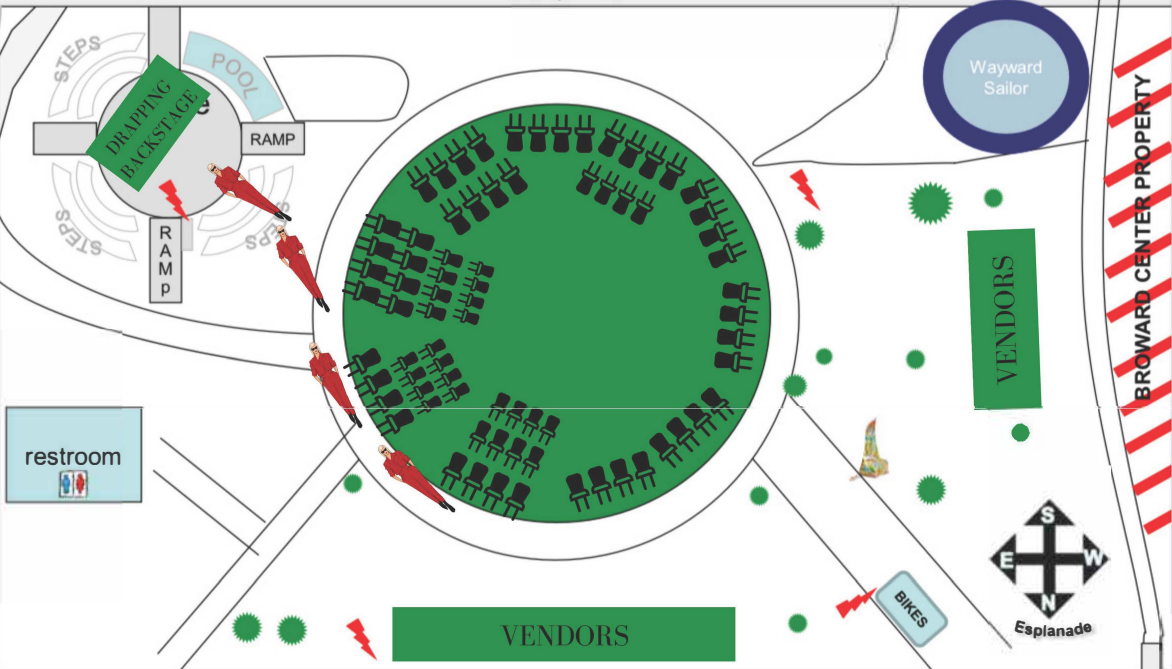 STEPS
POOL
DRAPPING
BACKSTAGE
e
RAMP
STEPS
STEPS
RAMp
Wayward
Sailor
BROWARD CENTER PROPERTY
VENDORS
restroom
S
E
W
N
Esplanade
BIKES
VENDORS